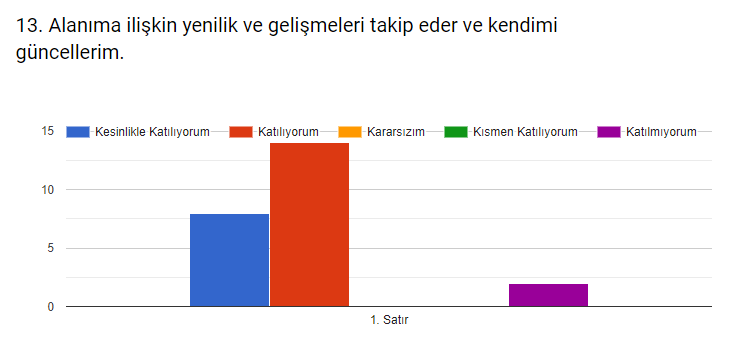 13. Alanıma ilişkin yenilik ve gelişmeleri takip eder ve kendimi
güncellerim.
15
Kesinlikle Katılıyorum
Katılıyorum
Kararsızım
Kısmen Katılıyorum
Katılmıyorum
10
5
0
1. Satır